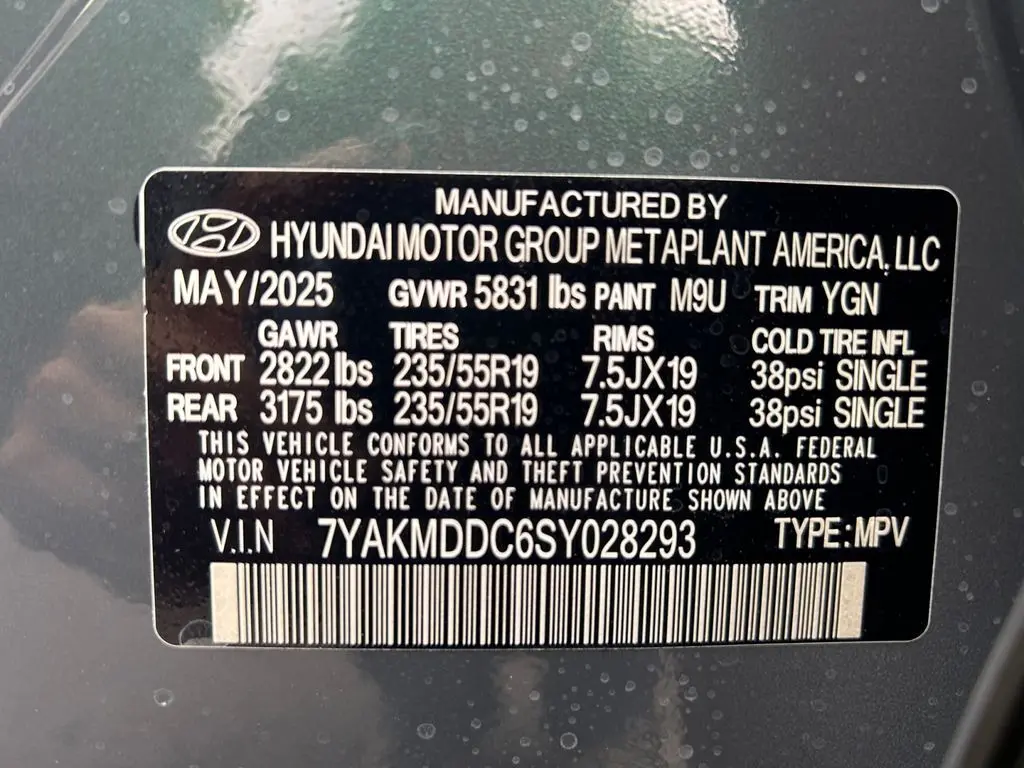 MANUFACTURED BY
HYUNDAI MOTOR GROUP METAPLANT AMERICA, LLC
MAY/2025 GVWR 5831 lbs PAINT M9U TRIM YGN
GAWR TIRES RIMS COLD TIRE INFL
FRONT 2822 lbs 235/55R19 7.5JX19 38psi SINGLE
REAR 3175 lbs 235/55R19 7.5JX19 38psi SINGLE
THIS VEHICLE CONFORMS TO ALL APPLICABLE U.S.A. FEDERAL
MOTOR VEHICLE SAFETY AND THEFT PREVENTION STANDARDS
IN EFFECT ON THE DATE OF MANUFACTURE SHOWN ABOVE
V.I.N 7YAKMDDC6SY028293 TYPE:MPV